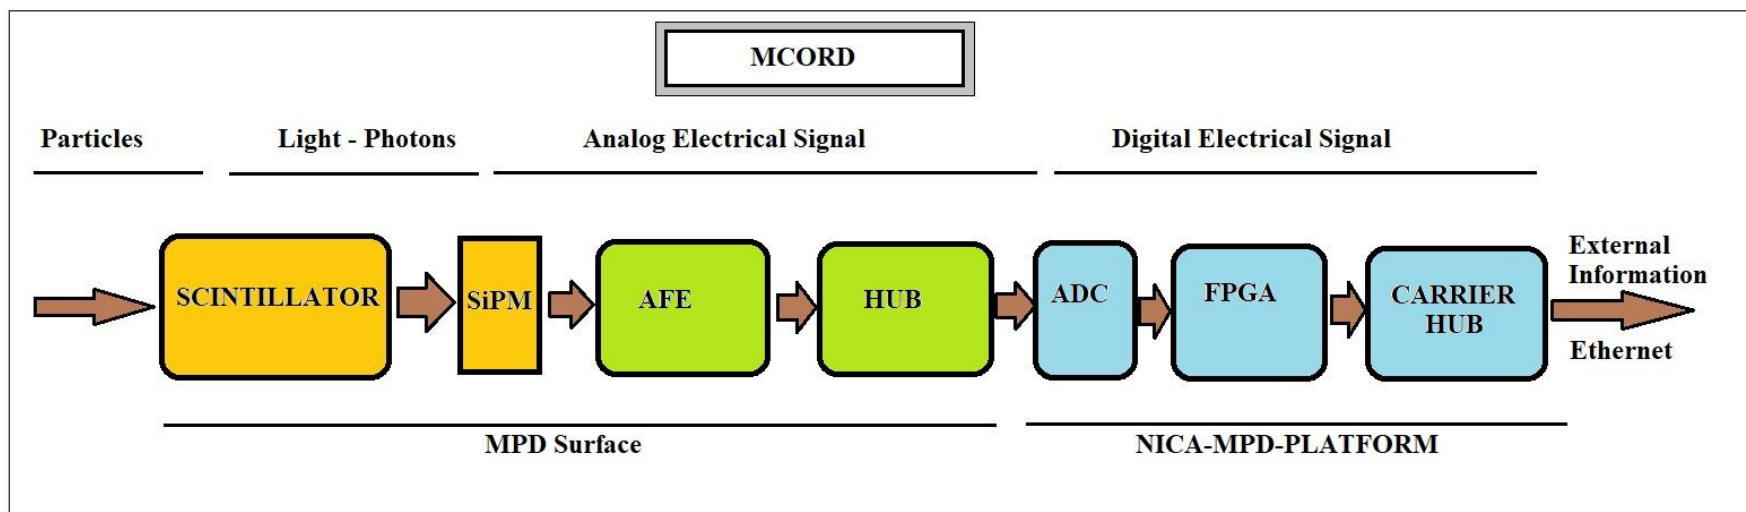 MCORD
Particles
Light - Photons
Analog Electrical Signal
Digital Electrical Signal
SCINTILLATOR
SiPM
AFE
HUB
ADC
FPGA
CARRIER
HUB
External
Information
Ethernet
MPD Surface
NICA-MPD-PLATFORM